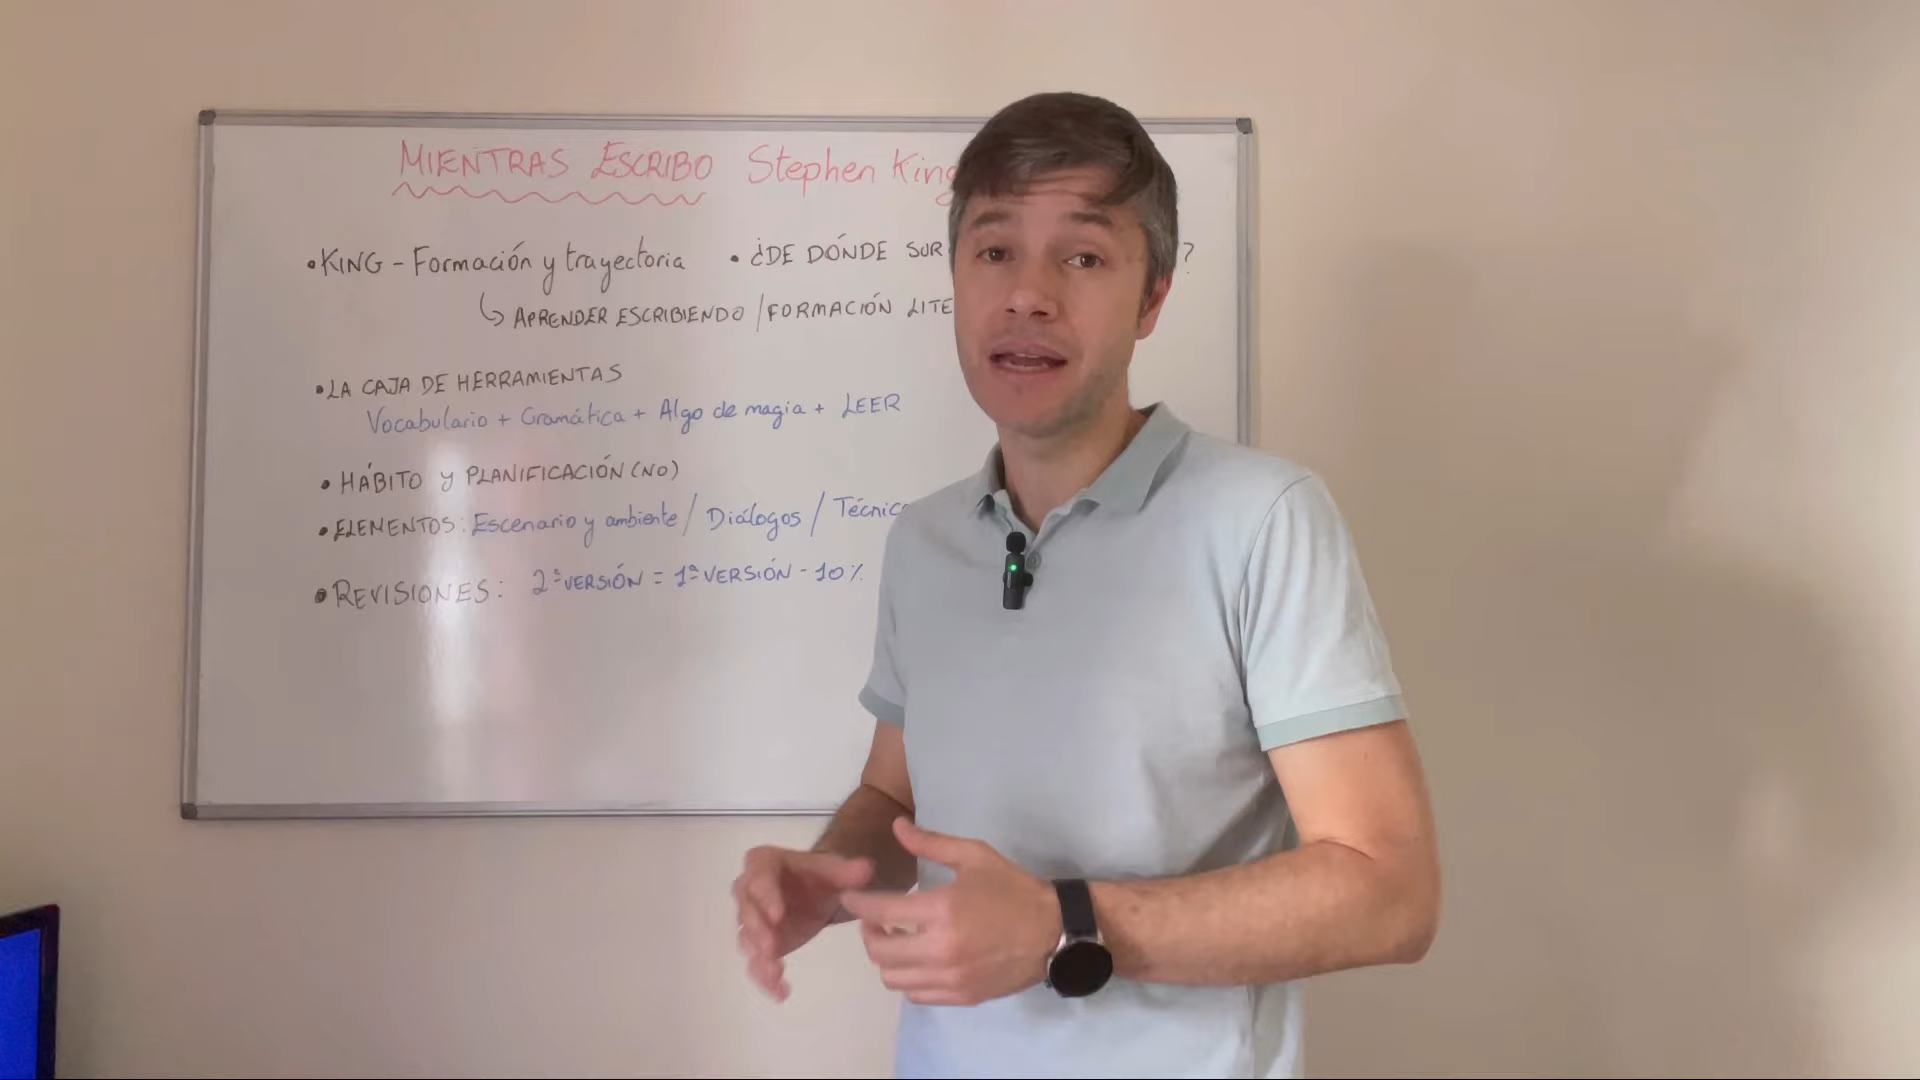 MIENTRAS ESCRIBO Stephen King
• KING - Formación y trayectoria • ¿DE DÓNDE SUR ?
↳ APRENDER ESCRIBIENDO / FORMACIÓN LITE
• LA CAJA DE HERRAMIENTAS
Vocabulario + Gramática + Algo de magia + LEER
• HÁBITO y PLANIFICACIÓN (NO)
• ELEMENTOS: Escenario y ambiente / Diálogos / Técnic
• REVISIONES: 2ª VERSIÓN = 1ª VERSIÓN - 10%